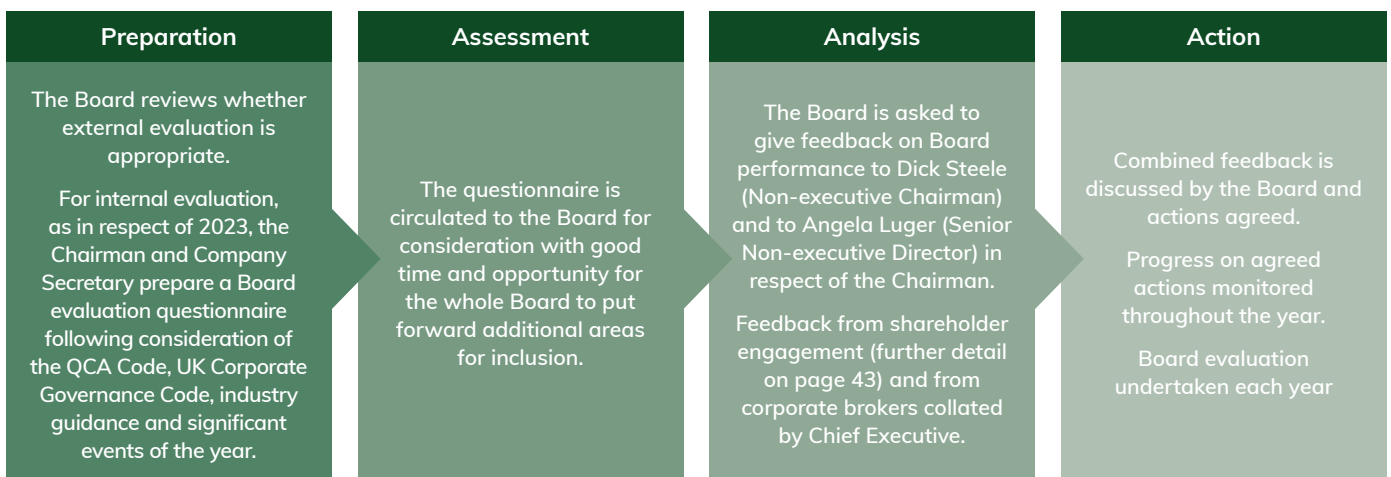 Preparation
The Board reviews whether
external evaluation is
appropriate.
For internal evaluation,
as in respect of 2023, the
Chairman and Company
Secretary prepare a Board
evaluation questionnaire
following consideration of
the QCA Code, UK Corporate
Governance Code, industry
guidance and significant
events of the year.
Assessment
The questionnaire is
circulated to the Board for
consideration with good
time and opportunity for
the whole Board to put
forward additional areas
for inclusion.
Analysis
The Board is asked to
give feedback on Board
performance to Dick Steele
(Non-executive Chairman)
and to Angela Luger (Senior
Non-executive Director) in
respect of the Chairman.
Feedback from shareholder
engagement (further detail
on page 43) and from
corporate brokers collated
by Chief Executive.
Action
Combined feedback is
discussed by the Board and
actions agreed.
Progress on agreed
actions monitored
throughout the year.
Board evaluation
undertaken each year